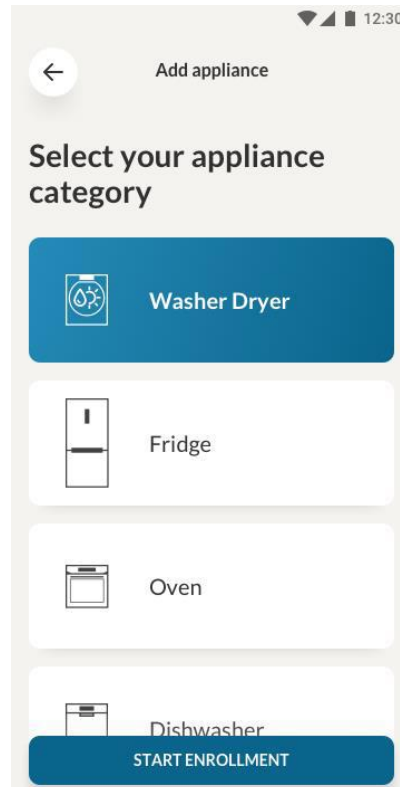 12:30
Add appliance
Select your appliance
category
Washer Dryer
Fridge
Oven
Dishwasher
START ENROLLMENT